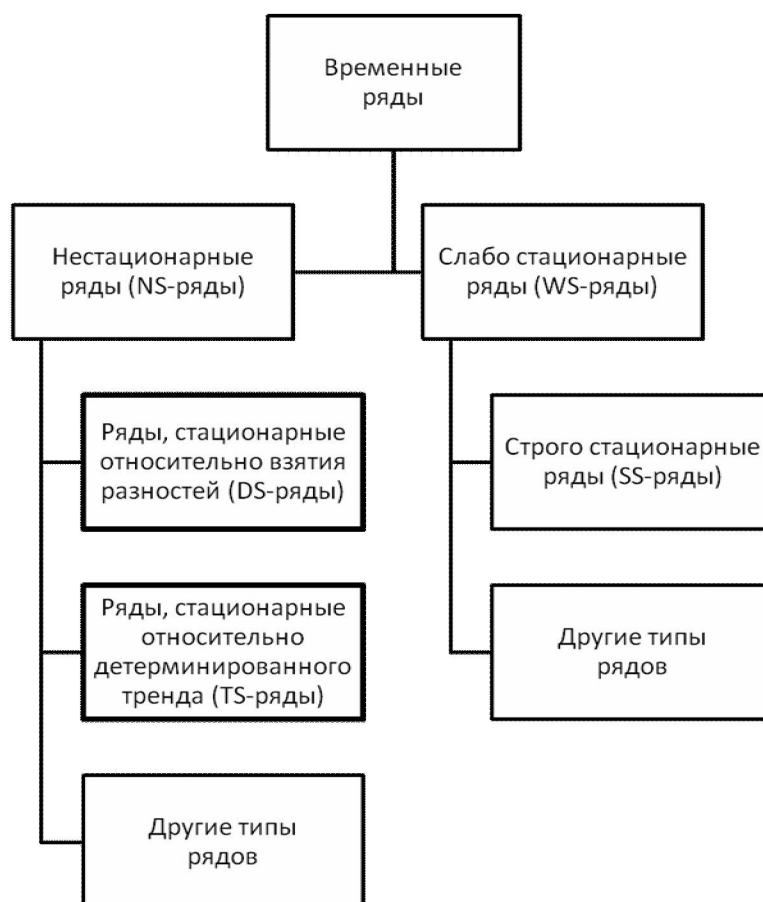 Временные
ряды
Нестационарные
ряды (NS-ряды)
Слабо стационарные
ряды (WS-ряды)
Ряды, стационарные
относительно взятия
разностей (DS-ряды)
Ряды, стационарные
относительно
детерминированного
тренда (TS-ряды)
Другие типы
рядов
Строго стационарные
ряды (SS-ряды)
Другие типы
рядов